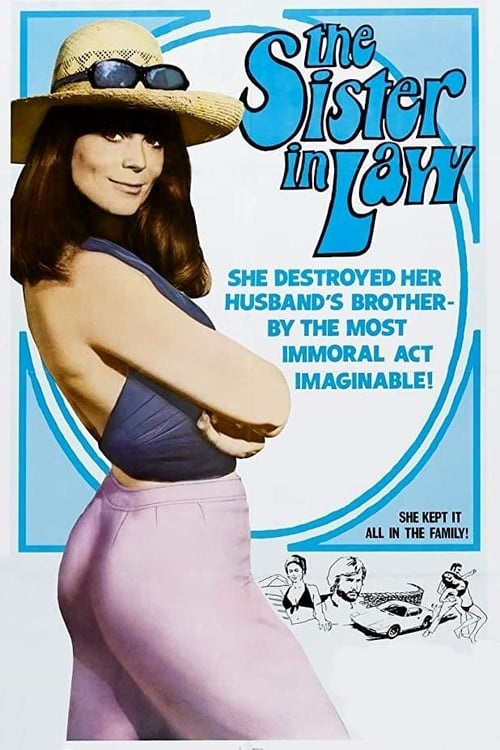 the
Sister
in Law
SHE DESTROYED HER
HUSBAND'S BROTHER-
BY THE MOST
IMMORAL ACT
IMAGINABLE!
SHE KEPT IT
ALL IN THE FAMILY!